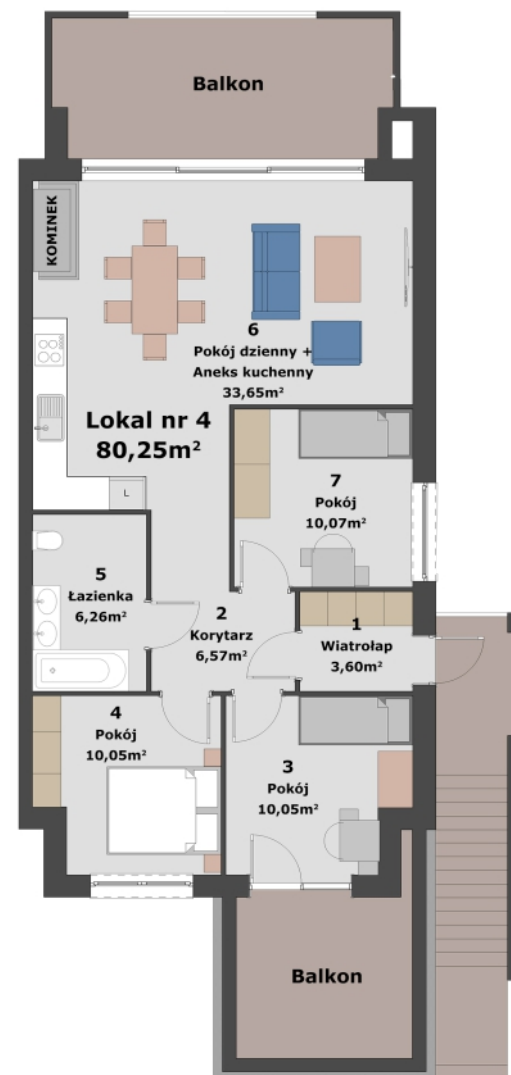 Balkon
KOMINEK
6
Pokój dzienny +
Aneks kuchenny
33,65m²
Lokal nr 4
80,25m²
L
7
Pokój
10,07m²
5
Łazienka
6,26m²
2
Korytarz
6,57m²
1
Wiatrołap
3,60m²
4
Pokój
10,05m²
3
Pokój
10,05m²
Balkon